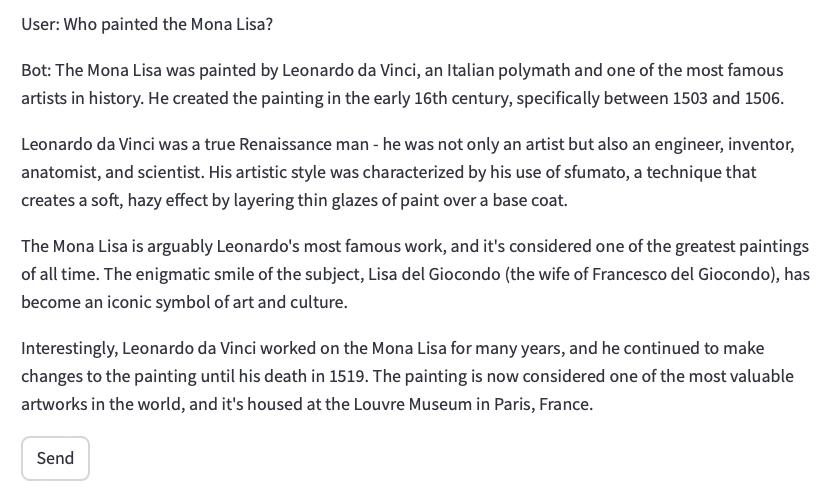 User: Who painted the Mona Lisa?
Bot: The Mona Lisa was painted by Leonardo da Vinci, an Italian polymath and one of the most famous
artists in history. He created the painting in the early 16th century, specifically between 1503 and 1506.
Leonardo da Vinci was a true Renaissance man - he was not only an artist but also an engineer, inventor,
anatomist, and scientist. His artistic style was characterized by his use of sfumato, a technique that
creates a soft, hazy effect by layering thin glazes of paint over a base coat.
The Mona Lisa is arguably Leonardo's most famous work, and it's considered one of the greatest paintings
of all time. The enigmatic smile of the subject, Lisa del Giocondo (the wife of Francesco del Giocondo), has
become an iconic symbol of art and culture.
Interestingly, Leonardo da Vinci worked on the Mona Lisa for many years, and he continued to make
changes to the painting until his death in 1519. The painting is now considered one of the most valuable
artworks in the world, and it's housed at the Louvre Museum in Paris, France.
Send